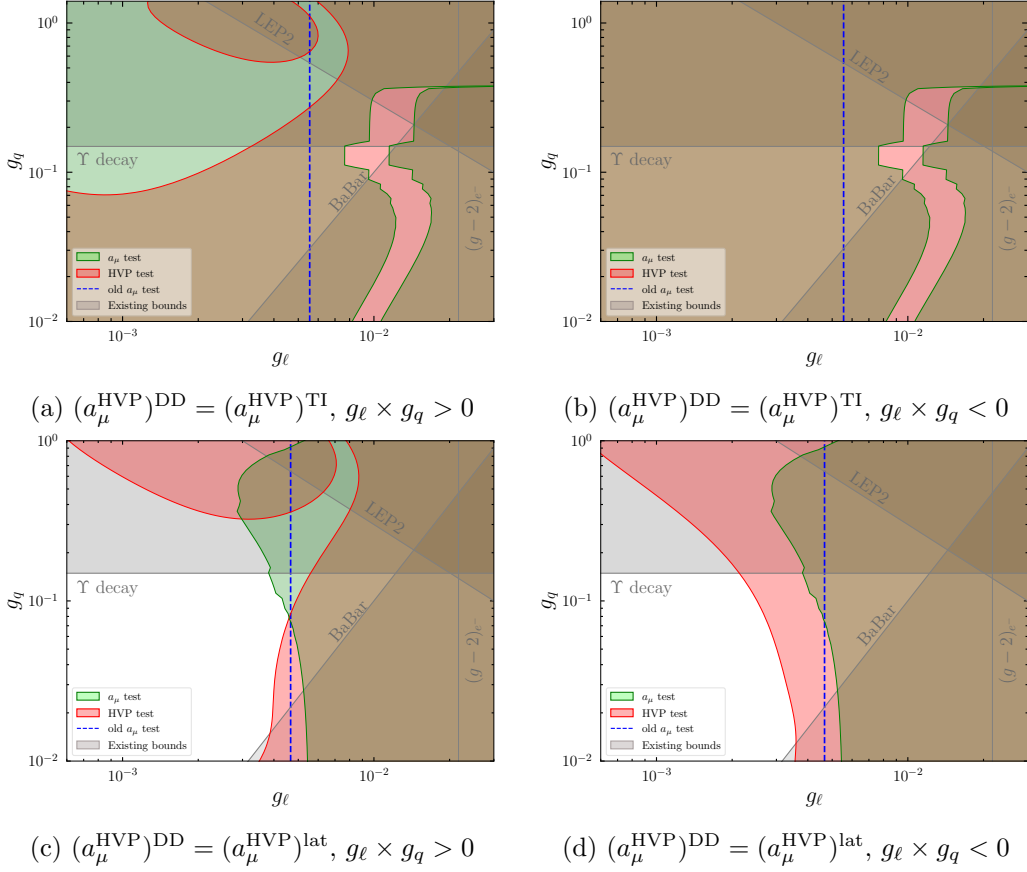 10⁰
10⁻¹
10⁻²
g_q
LEP2
ϒ decay
BaBar
(g − 2)ₑ₋
a_μ test
HVP test
old a_μ test
Existing bounds
10⁻³
10⁻²
g_ℓ
10⁰
10⁻¹
10⁻²
g_q
LEP2
ϒ decay
BaBar
(g − 2)ₑ₋
a_μ test
HVP test
old a_μ test
Existing bounds
10⁻³
10⁻²
g_ℓ
(a) (a_μ^HVP)^DD = (a_μ^HVP)^TI, g_ℓ × g_q > 0
(b) (a_μ^HVP)^DD = (a_μ^HVP)^TI, g_ℓ × g_q < 0
10⁰
10⁻¹
10⁻²
g_q
LEP2
ϒ decay
BaBar
(g − 2)ₑ₋
a_μ test
HVP test
old a_μ test
Existing bounds
10⁻³
10⁻²
g_ℓ
10⁰
10⁻¹
10⁻²
g_q
LEP2
ϒ decay
BaBar
(g − 2)ₑ₋
a_μ test
HVP test
old a_μ test
Existing bounds
10⁻³
10⁻²
g_ℓ
(c) (a_μ^HVP)^DD = (a_μ^HVP)^lat, g_ℓ × g_q > 0
(d) (a_μ^HVP)^DD = (a_μ^HVP)^lat, g_ℓ × g_q < 0